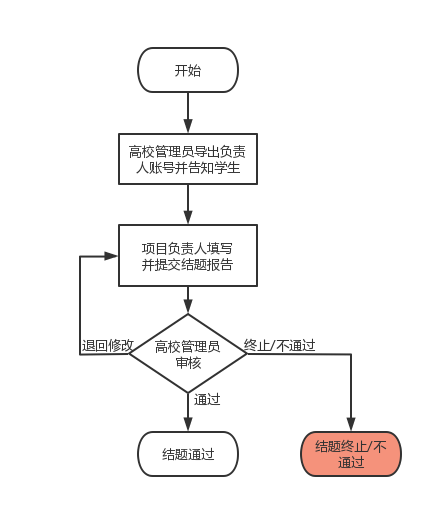 开始
高校管理员导出负责
人账号并告知学生
项目负责人填写
并提交结题报告
退回修改
高校管理员
审核
终止/不通过
通过
结题通过
结题终止/不
通过